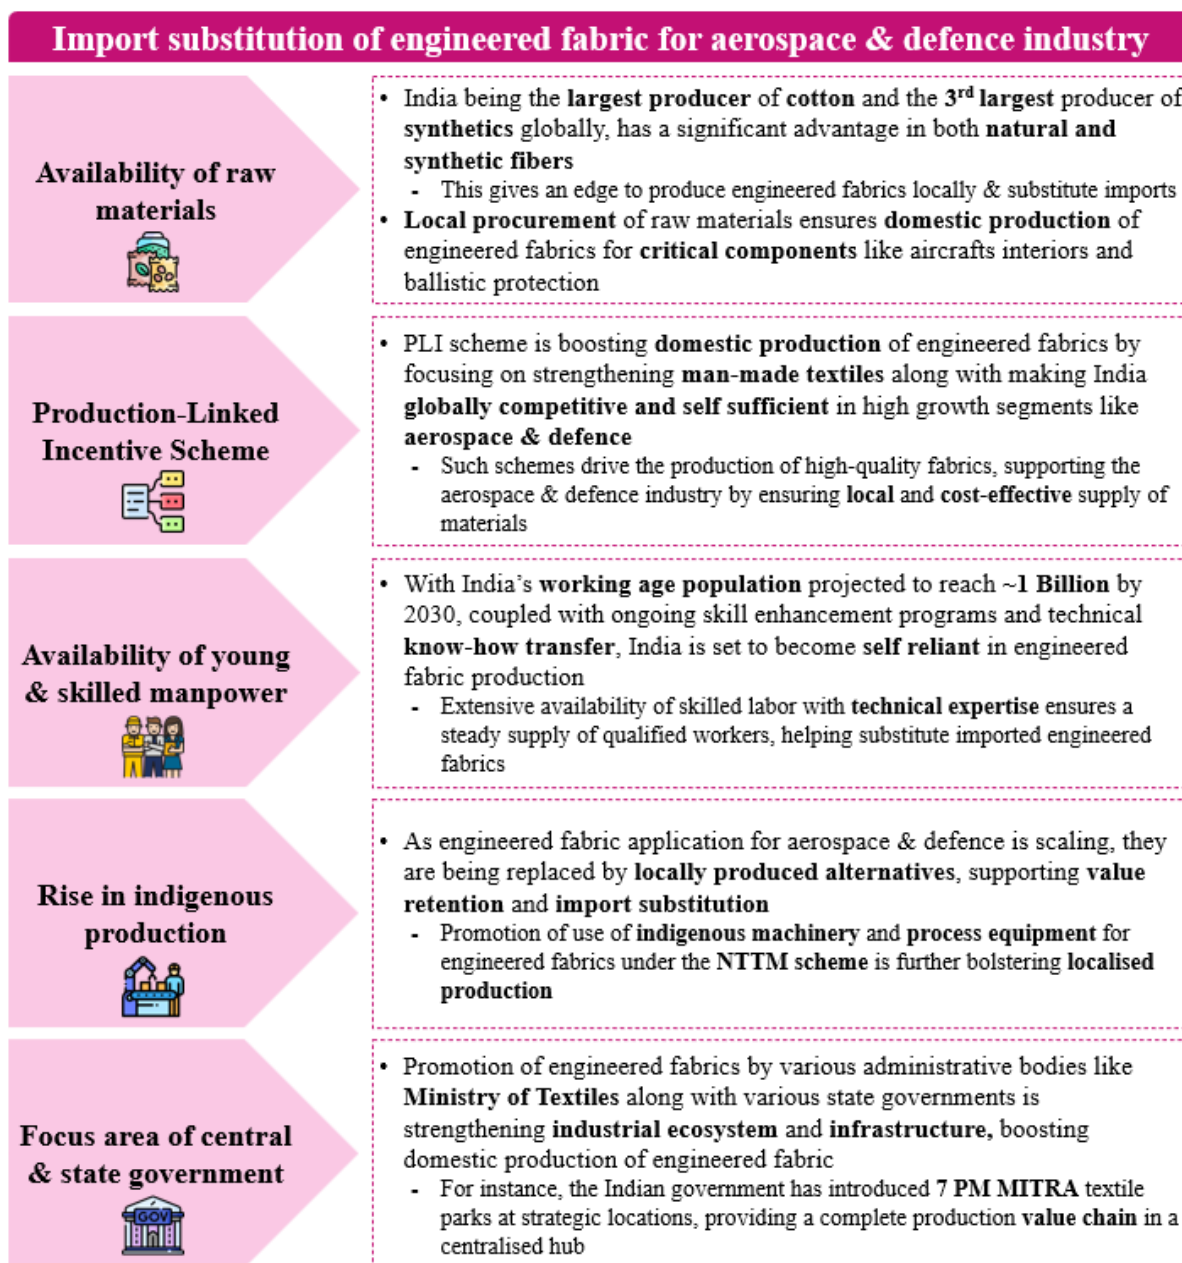 Import substitution of engineered fabric for aerospace & defence industry
Availability of raw
materials
• India being the largest producer of cotton and the 3rd largest producer of
synthetics globally, has a significant advantage in both natural and
synthetic fibers
- This gives an edge to produce engineered fabrics locally & substitute imports
• Local procurement of raw materials ensures domestic production of
engineered fabrics for critical components like aircrafts interiors and
ballistic protection
Production-Linked
Incentive Scheme
• PLI scheme is boosting domestic production of engineered fabrics by
focusing on strengthening man-made textiles along with making India
globally competitive and self sufficient in high growth segments like
aerospace & defence
- Such schemes drive the production of high-quality fabrics, supporting the
aerospace & defence industry by ensuring local and cost-effective supply of
materials
Availability of young
& skilled manpower
• With India’s working age population projected to reach ~1 Billion by
2030, coupled with ongoing skill enhancement programs and technical
know-how transfer, India is set to become self reliant in engineered
fabric production
- Extensive availability of skilled labor with technical expertise ensures a
steady supply of qualified workers, helping substitute imported engineered
fabrics
Rise in indigenous
production
• As engineered fabric application for aerospace & defence is scaling, they
are being replaced by locally produced alternatives, supporting value
retention and import substitution
- Promotion of use of indigenous machinery and process equipment for
engineered fabrics under the NTTM scheme is further bolstering localised
production
Focus area of central
& state government
GOV
• Promotion of engineered fabrics by various administrative bodies like
Ministry of Textiles along with various state governments is
strengthening industrial ecosystem and infrastructure, boosting
domestic production of engineered fabric
- For instance, the Indian government has introduced 7 PM MITRA textile
parks at strategic locations, providing a complete production value chain in a
centralised hub